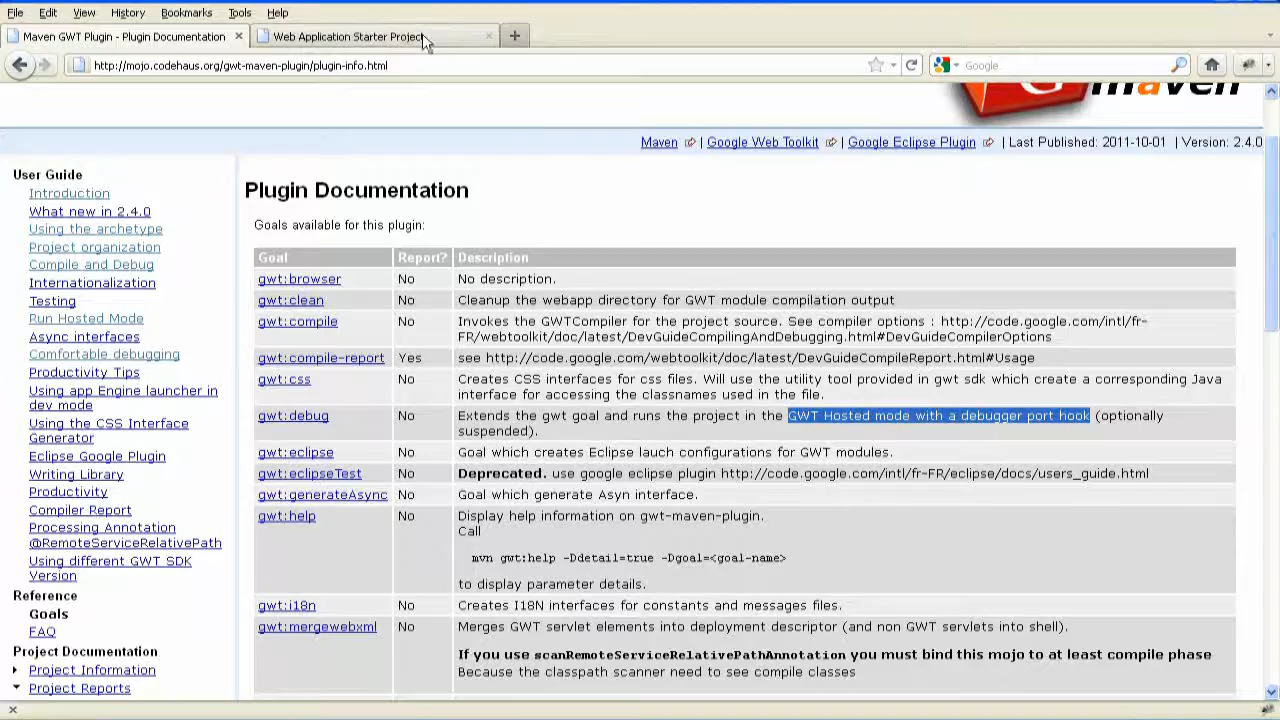 File Edit View History Bookmarks Tools Help
Maven GWT Plugin - Plugin Documentation
Web Application Starter Project
http://mojo.codehaus.org/gwt-maven-plugin/plugin-info.html
Google
maven
Maven | Google Web Toolkit | Google Eclipse Plugin | Last Published: 2011-10-01 | Version: 2.4.0
User Guide
Introduction
What new in 2.4.0
Using the archetype
Project organization
Compile and Debug
Internationalization
Testing
Run Hosted Mode
Async interfaces
Comfortable debugging
Productivity Tips
Using app Engine launcher in
dev mode
Using the CSS Interface
Generator
Eclipse Google Plugin
Writing Library
Productivity
Compiler Report
Processing Annotation
@RemoteServiceRelativePath
Using different GWT SDK
Version
Reference
Goals
FAQ
Project Documentation
Project Information
Project Reports
Plugin Documentation
Goals available for this plugin:
Goal Report? Description
gwt:browser No No description.
gwt:clean No Cleanup the webapp directory for GWT module compilation output
gwt:compile No Invokes the GWTCompiler for the project source. See compiler options : http://code.google.com/intl/fr-
FR/webtoolkit/doc/latest/DevGuideCompilingAndDebugging.html#DevGuideCompilerOptions
gwt:compile-report Yes see http://code.google.com/webtoolkit/doc/latest/DevGuideCompileReport.html#Usage
gwt:css No Creates CSS interfaces for css files. Will use the utility tool provided in gwt sdk which create a corresponding Java
interface for accessing the classnames used in the file.
gwt:debug No Extends the gwt goal and runs the project in the GWT Hosted mode with a debugger port hook (optionally
suspended).
gwt:eclipse No Goal which creates Eclipse lauch configurations for GWT modules.
gwt:eclipseTest No Deprecated. use google eclipse plugin http://code.google.com/intl/fr-FR/eclipse/docs/users_guide.html
gwt:generateAsync No Goal which generate Asyn interface.
gwt:help No Display help information on gwt-maven-plugin.
Call
mvn gwt:help -Ddetail=true -Dgoal=<goal-name>
to display parameter details.
gwt:i18n No Creates I18N interfaces for constants and messages files.
gwt:mergewebxml No Merges GWT servlet elements into deployment descriptor (and non GWT servlets into shell).
If you use scanRemoteServiceRelativePathAnnotation you must bind this mojo to at least compile phase
Because the classpath scanner need to see compile classes